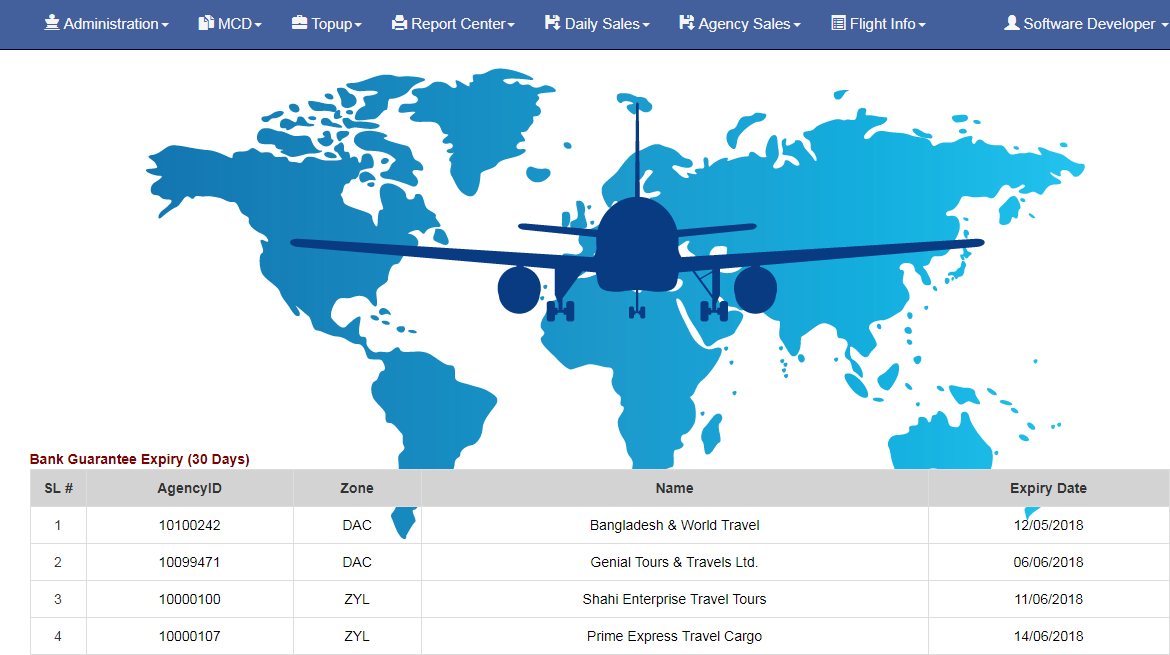 Administration MCD Topup Report Center Daily Sales Agency Sales Flight Info Software Developer
Bank Guarantee Expiry (30 Days)
SL # AgencyID Zone Name Expiry Date
1 10100242 DAC Bangladesh & World Travel 12/05/2018
2 10099471 DAC Genial Tours & Travels Ltd. 06/06/2018
3 10000100 ZYL Shahi Enterprise Travel Tours 11/06/2018
4 10000107 ZYL Prime Express Travel Cargo 14/06/2018